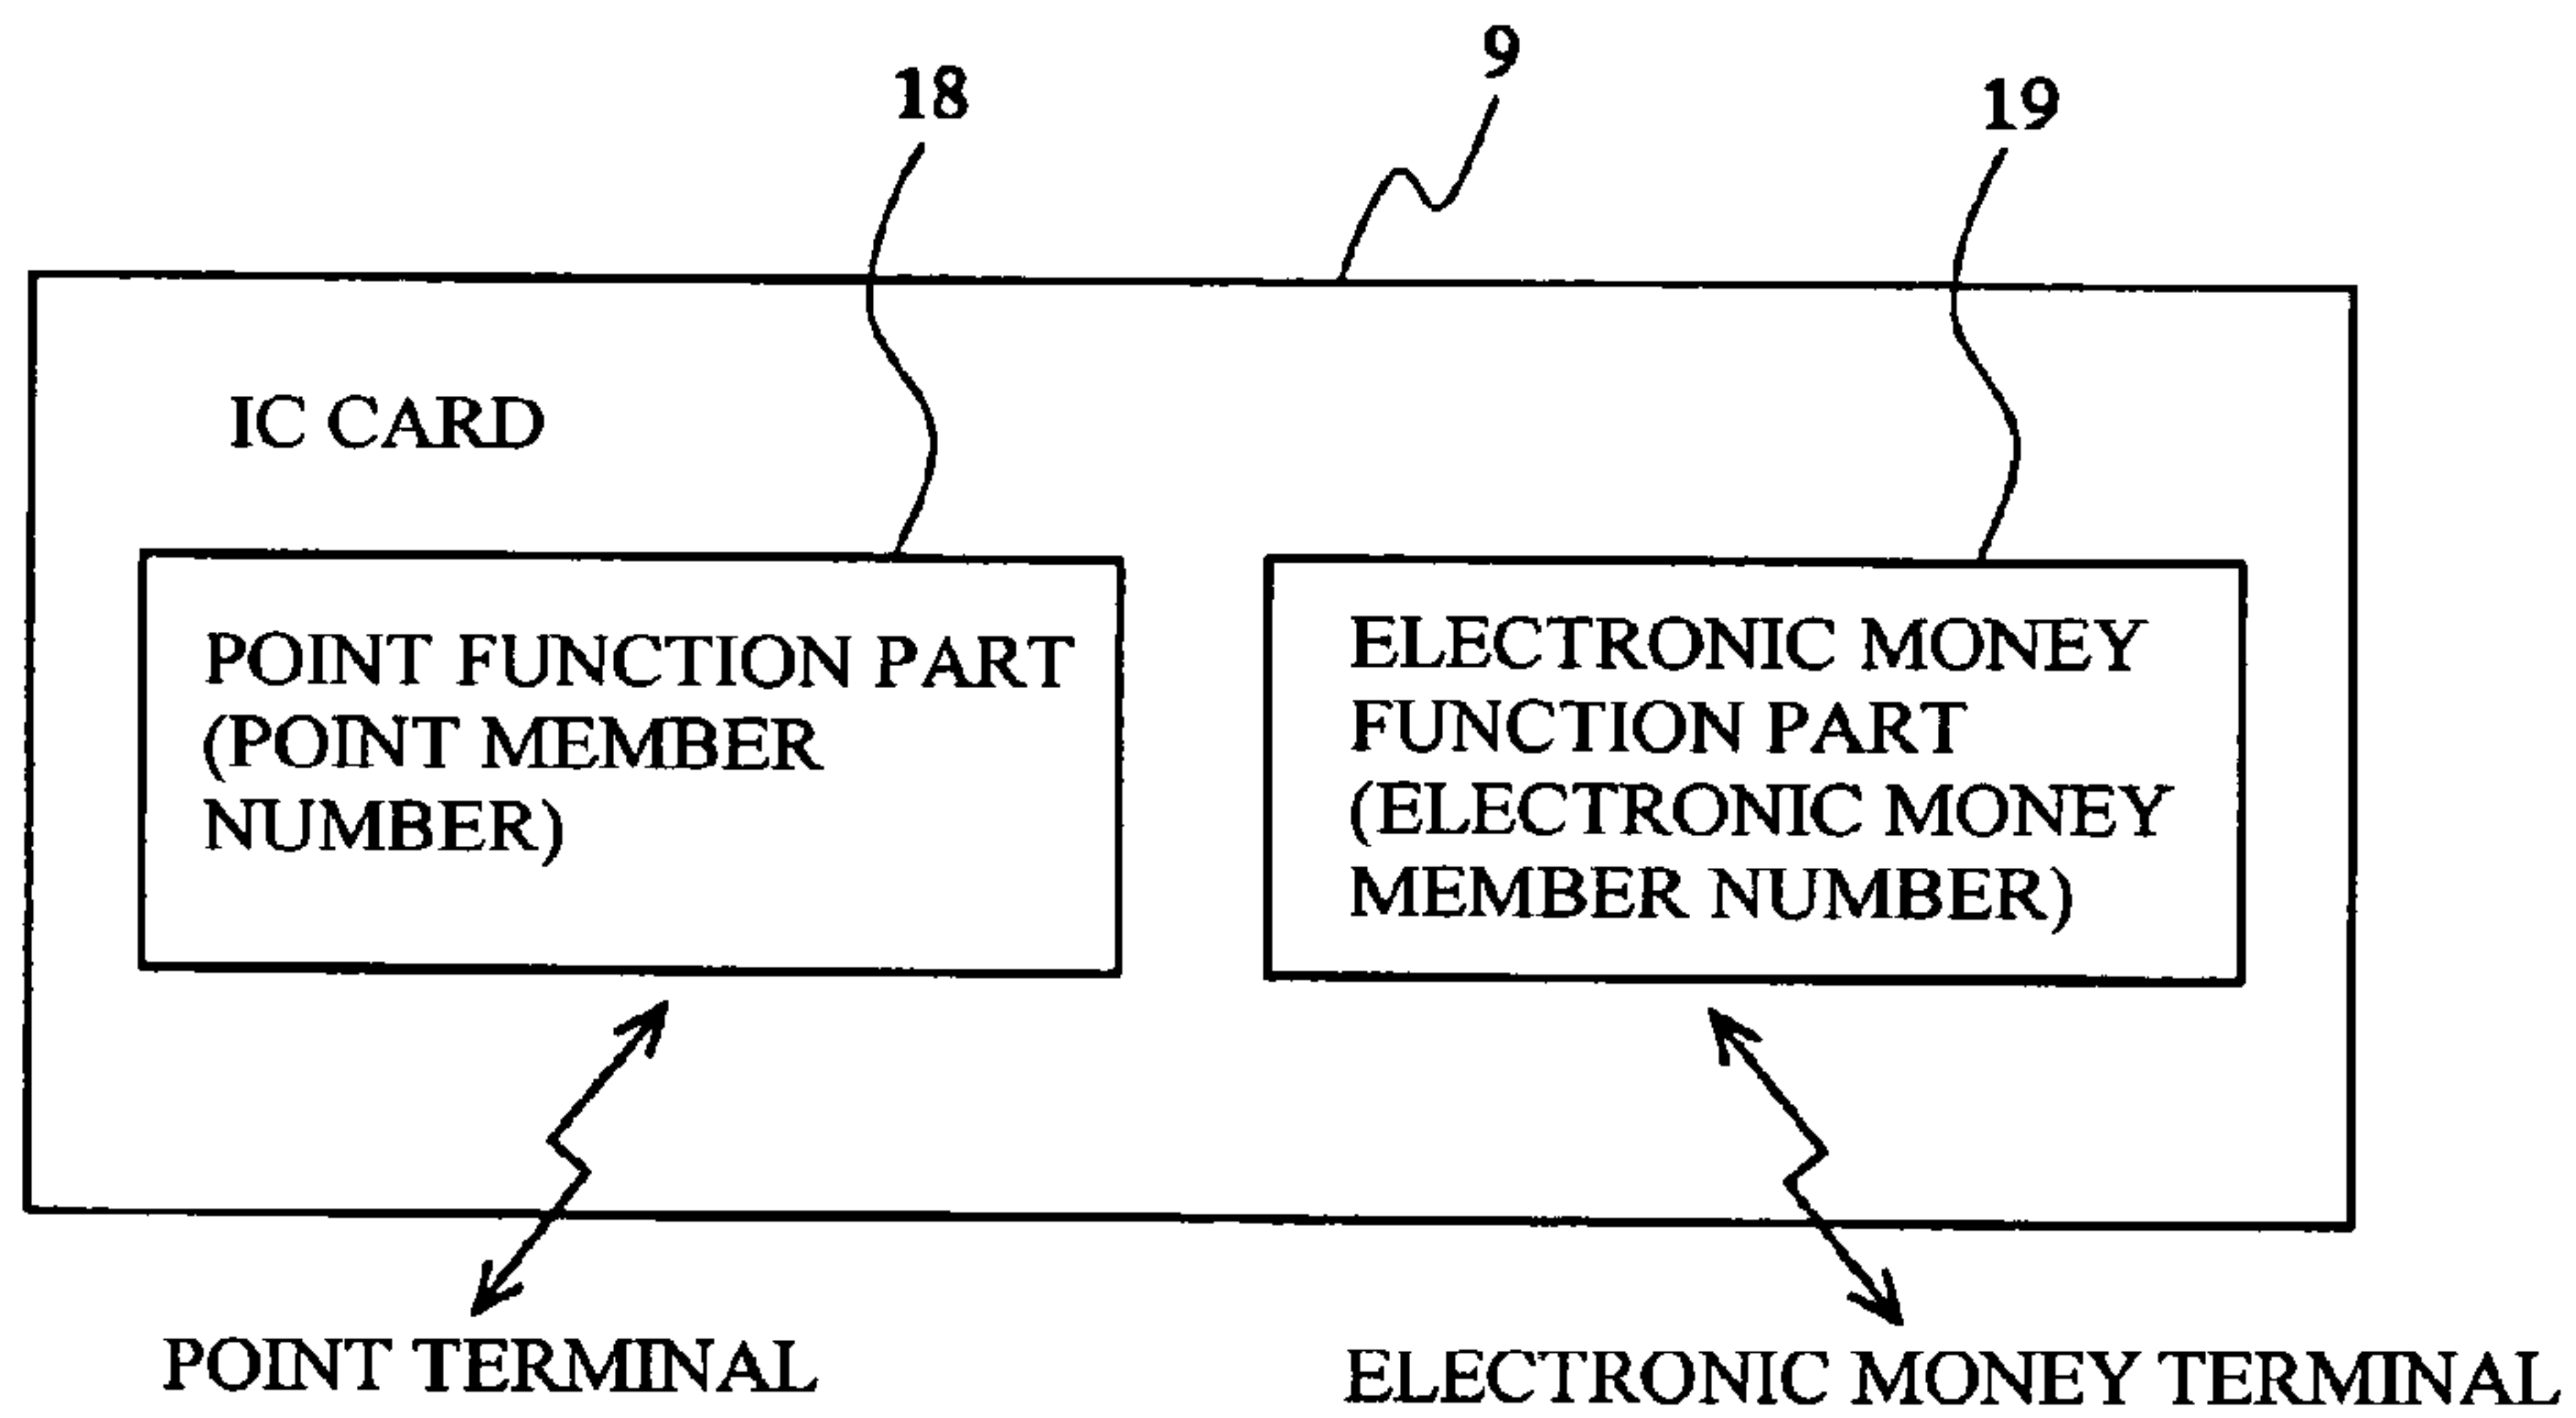 9
18
19
IC CARD
POINT FUNCTION PART
(POINT MEMBER
NUMBER)
ELECTRONIC MONEY
FUNCTION PART
(ELECTRONIC MONEY
MEMBER NUMBER)
POINT TERMINAL
ELECTRONIC MONEY TERMINAL